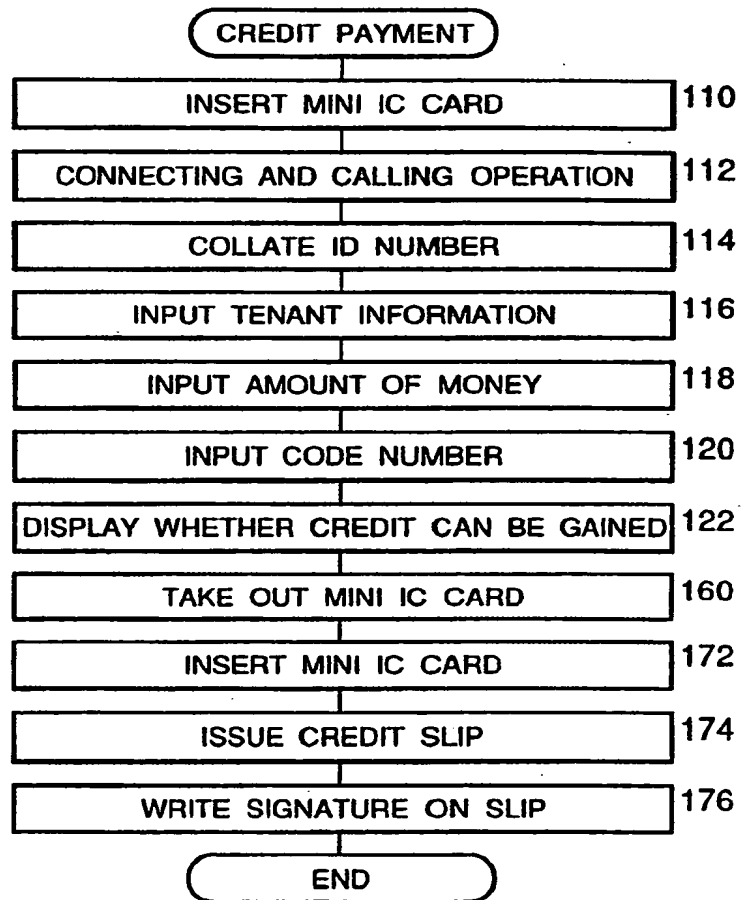 CREDIT PAYMENT
INSERT MINI IC CARD 110
CONNECTING AND CALLING OPERATION 112
COLLATE ID NUMBER 114
INPUT TENANT INFORMATION 116
INPUT AMOUNT OF MONEY 118
INPUT CODE NUMBER 120
DISPLAY WHETHER CREDIT CAN BE GAINED 122
TAKE OUT MINI IC CARD 160
INSERT MINI IC CARD 172
ISSUE CREDIT SLIP 174
WRITE SIGNATURE ON SLIP 176
END